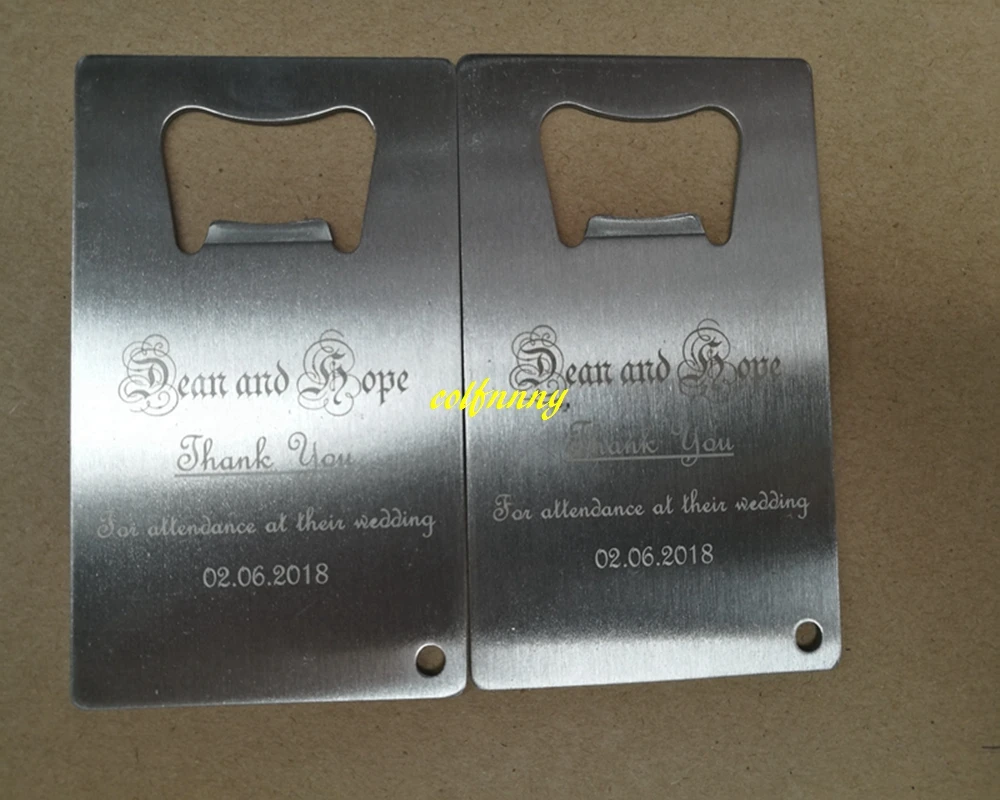 Dean and Hope
Thank You
For attendance at their wedding
02.06.2018
Dean and Hope
Thank You
For attendance at their wedding
02.06.2018
colfnnny